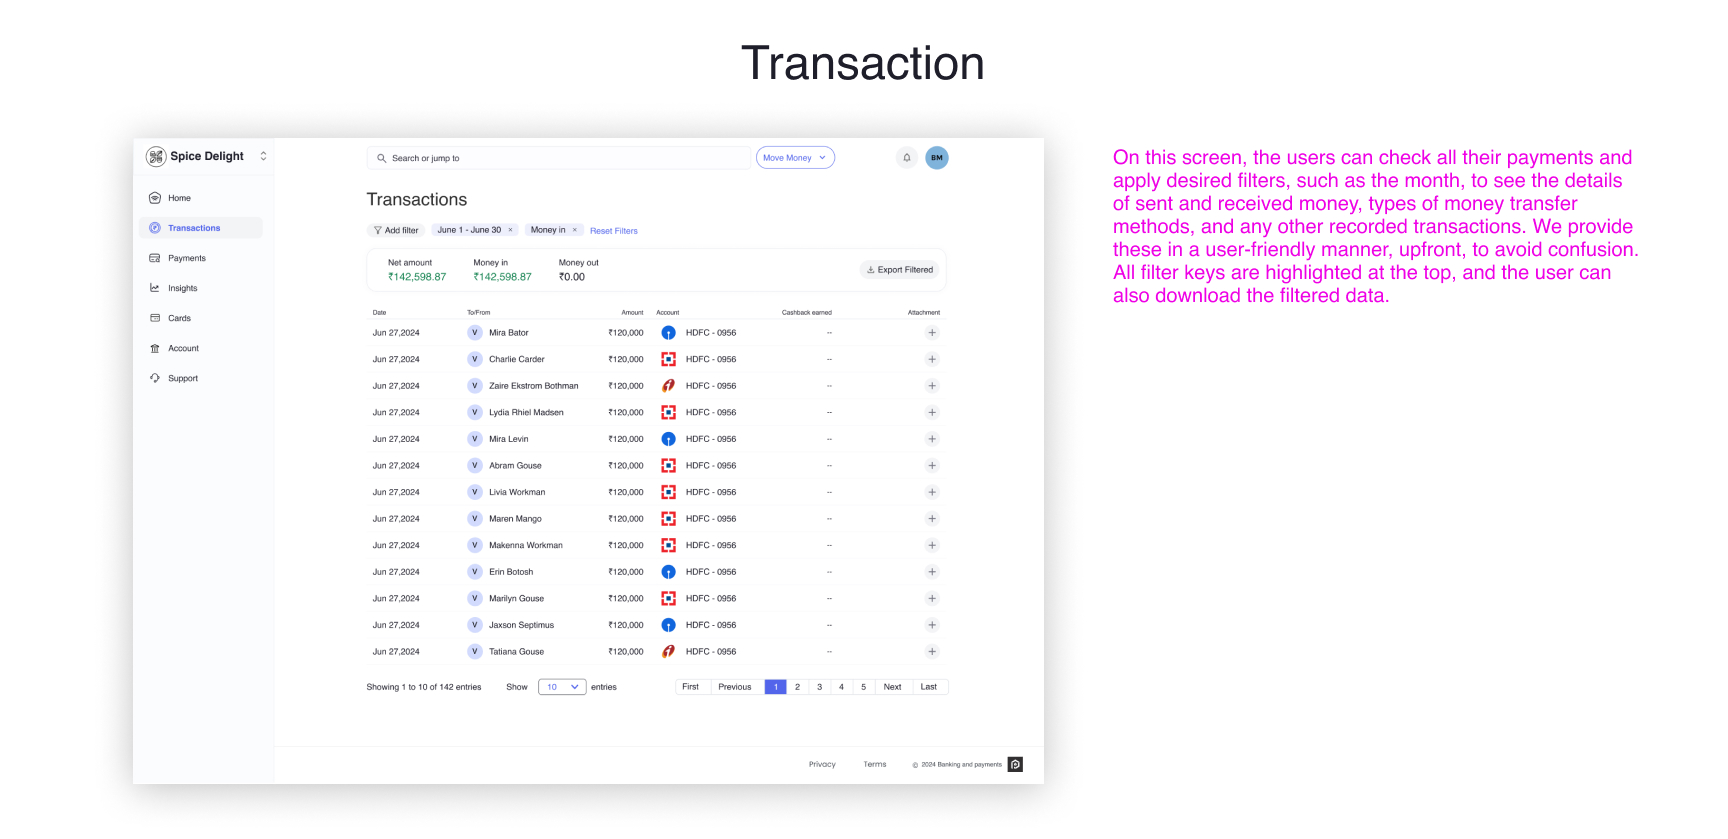 Transaction
Spice Delight
Search or jump to
Move Money
BM
Home
Transactions
Payments
Insights
Cards
Account
Support
Transactions
Add filter June 1 - June 30 × Money in × Reset Filters
Net amount Money in Money out
₹142,598.87 ₹142,598.87 ₹0.00
Export Filtered
Date To/From Amount Account Cashback earned Attachment
Jun 27,2024 V Mira Bator ₹120,000 HDFC - 0956 -- +
Jun 27,2024 V Charlie Carder ₹120,000 HDFC - 0956 -- +
Jun 27,2024 V Zaire Ekstrom Bothman ₹120,000 HDFC - 0956 -- +
Jun 27,2024 V Lydia Rhiel Madsen ₹120,000 HDFC - 0956 -- +
Jun 27,2024 V Mira Levin ₹120,000 HDFC - 0956 -- +
Jun 27,2024 V Abram Gouse ₹120,000 HDFC - 0956 -- +
Jun 27,2024 V Livia Workman ₹120,000 HDFC - 0956 -- +
Jun 27,2024 V Maren Mango ₹120,000 HDFC - 0956 -- +
Jun 27,2024 V Makenna Workman ₹120,000 HDFC - 0956 -- +
Jun 27,2024 V Erin Botosh ₹120,000 HDFC - 0956 -- +
Jun 27,2024 V Marilyn Gouse ₹120,000 HDFC - 0956 -- +
Jun 27,2024 V Jaxson Septimus ₹120,000 HDFC - 0956 -- +
Jun 27,2024 V Tatiana Gouse ₹120,000 HDFC - 0956 -- +
Showing 1 to 10 of 142 entries Show 10 entries First Previous 1 2 3 4 5 Next Last
Privacy Terms © 2024 Banking and payments
On this screen, the users can check all their payments and
apply desired filters, such as the month, to see the details
of sent and received money, types of money transfer
methods, and any other recorded transactions. We provide
these in a user-friendly manner, upfront, to avoid confusion.
All filter keys are highlighted at the top, and the user can
also download the filtered data.